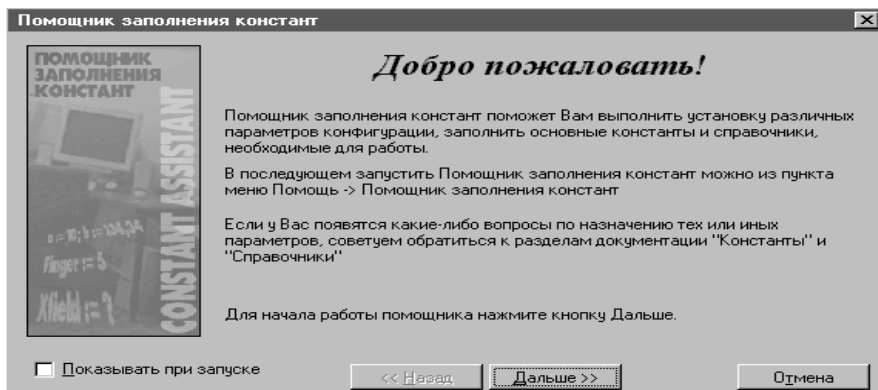 Помощник заполнения констант
ПОМОЩНИК
ЗАПОЛНЕНИЯ
КОНСТАНТ
CONSTANT ASSISTANT
a := 10; b := 134,34
Finger := 5
Xfield := ?
Добро пожаловать!
Помощник заполнения констант поможет Вам выполнить установку различных
параметров конфигурации, заполнить основные константы и справочники,
необходимые для работы.
В последующем запустить Помощник заполнения констант можно из пункта
меню Помощь -> Помощник заполнения констант
Если у Вас появятся какие-либо вопросы по назначению тех или иных
параметров, советуем обратиться к разделам документации "Константы" и
"Справочники"
Для начала работы помощника нажмите кнопку Дальше.
Показывать при запуске
<< Назад
Дальше >>
Отмена